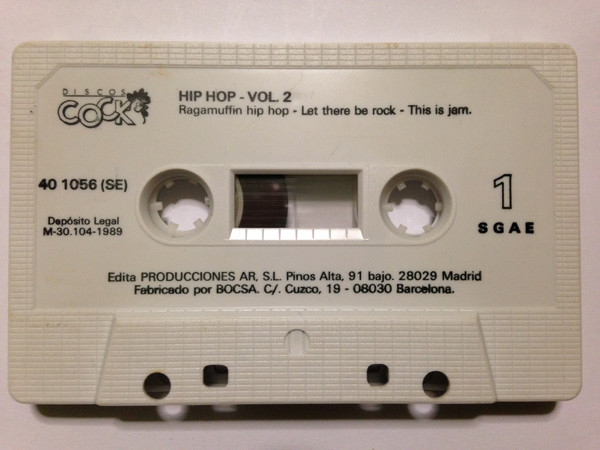 DISCOS
COCK
HIP HOP - VOL. 2
Ragamuffin hip hop - Let there be rock - This is jam.
40 1056 (SE)
Depósito Legal
M-30.104-1989
1
SGAE
Edita PRODUCCIONES AR, S.L. Pinos Alta, 91 bajo. 28029 Madrid
Fabricado por BOCSA. C/. Cuzco, 19 - 08030 Barcelona.